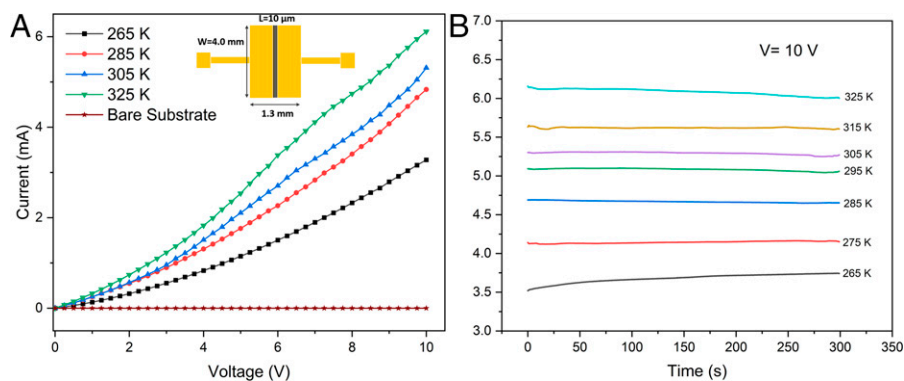 A
265 K
285 K
305 K
325 K
Bare Substrate
L=10 µm
W=4.0 mm
1.3 mm
6
4
2
0
Current (mA)
0
2
4
6
8
10
Voltage (V)
B
V= 10 V
7.0
6.5
6.0
5.5
5.0
4.5
4.0
3.5
3.0
325 K
315 K
305 K
295 K
285 K
275 K
265 K
0
50
100
150
200
250
300
350
Time (s)